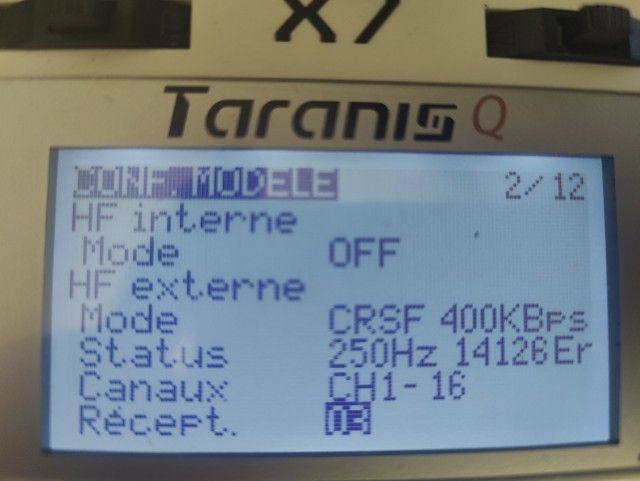 X7
Taranis Q
CONF. MODELE 2/12
HF interne
Mode OFF
HF externe
Mode CRSF 400KBps
Status 250Hz 14126Er
Canaux CH1-16
Récept. 03